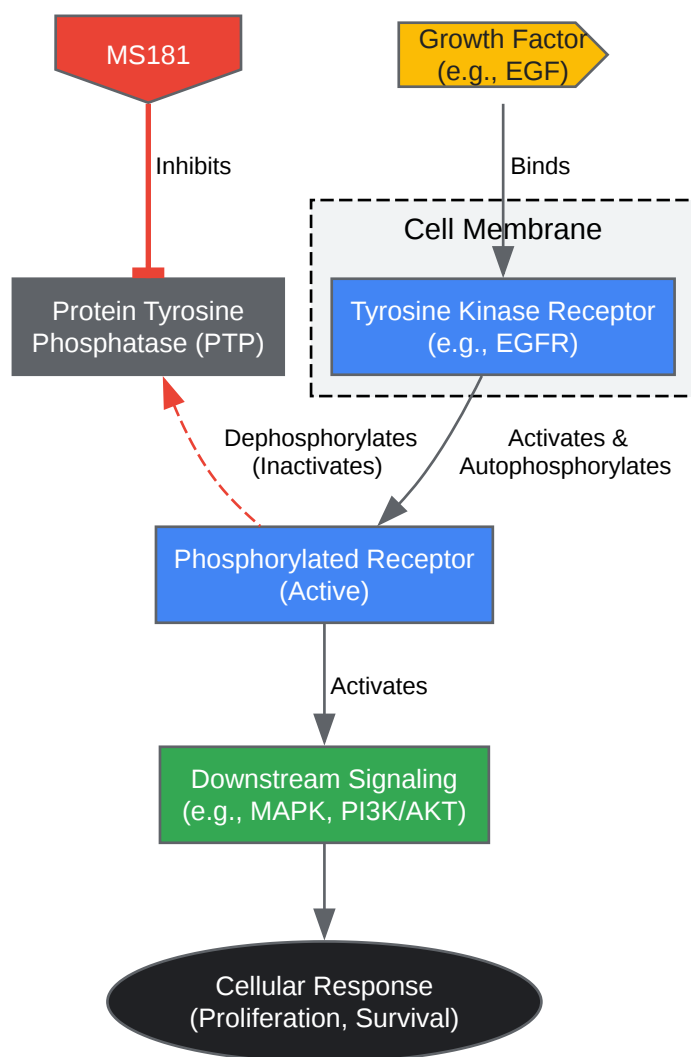 MS181
Growth Factor
(e.g., EGF)
Inhibits
Binds
Cell Membrane
Protein Tyrosine
Phosphatase (PTP)
Tyrosine Kinase Receptor
(e.g., EGFR)
Dephosphorylates
(Inactivates)
Activates &
Autophosphorylates
Phosphorylated Receptor
(Active)
Activates
Downstream Signaling
(e.g., MAPK, PI3K/AKT)
Cellular Response
(Proliferation, Survival)